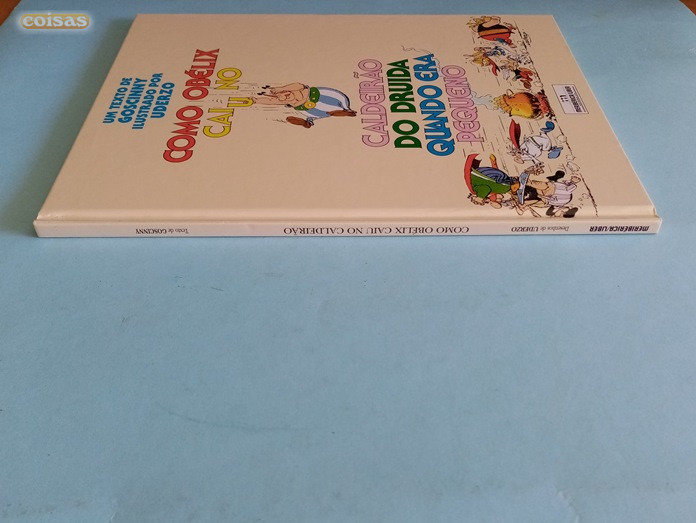 coisas
UM TEXTO DE
GOSCINNY
ILUSTRADO POR
UDERZO
COMO OBÉLIX
CAIU NO
CALDEIRÃO
DO DRUIDA
QUANDO ERA
PEQUENO
Texto de GOSCINNY
COMO OBÉLIX CAIU NO CALDEIRÃO
Desenhos de UDERZO
MERIBÉRICA/LIBER